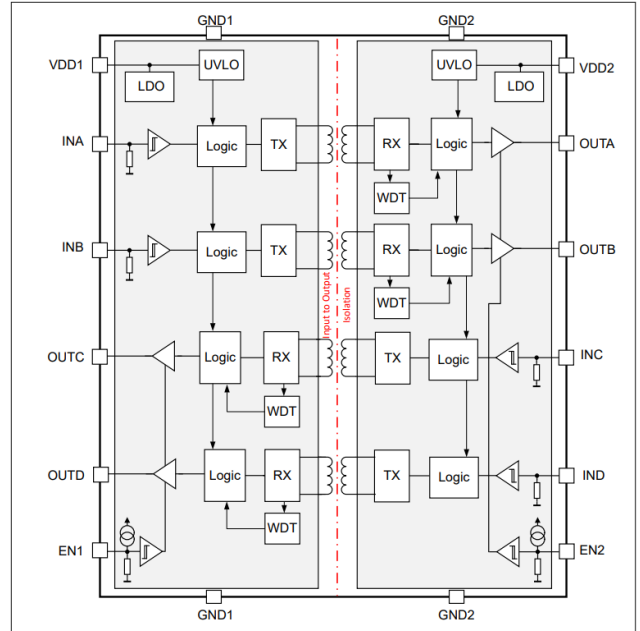 GND1 GND2
VDD1 UVLO UVLO VDD2
LDO LDO
INA Logic TX RX Logic OUTA
WDT
INB Logic TX RX Logic OUTB
WDT
Input to Output
Isolation
OUTC Logic RX TX Logic INC
WDT
OUTD Logic RX TX Logic IND
WDT
EN1 EN2
GND1 GND2